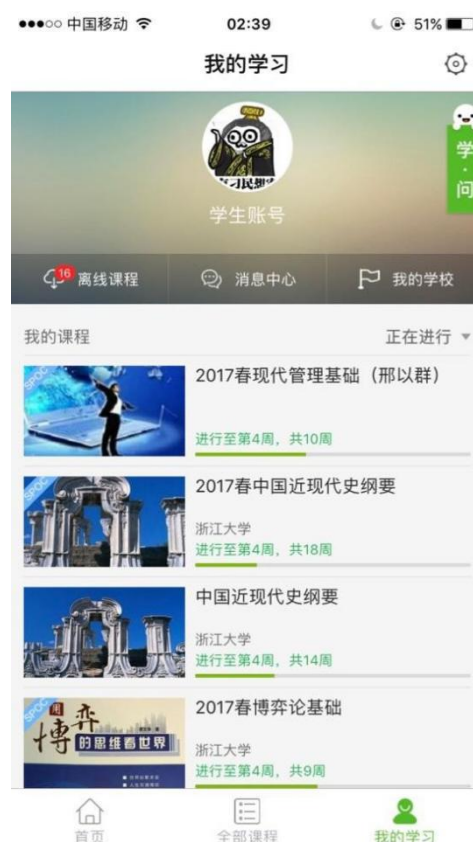 中国移动
02:39
51%
我的学习
学·问
学生账号
16
离线课程
消息中心
我的学校
我的课程
正在进行
SPOC
2017春现代管理基础（邢以群）
进行至第4周，共10周
SPOC
2017春中国近现代史纲要
浙江大学
进行至第4周，共18周
中国近现代史纲要
浙江大学
进行至第4周，共14周
SPOC
用
博弈
的思维看世界
2017春博弈论基础
浙江大学
进行至第4周，共9周
首页
全部课程
我的学习